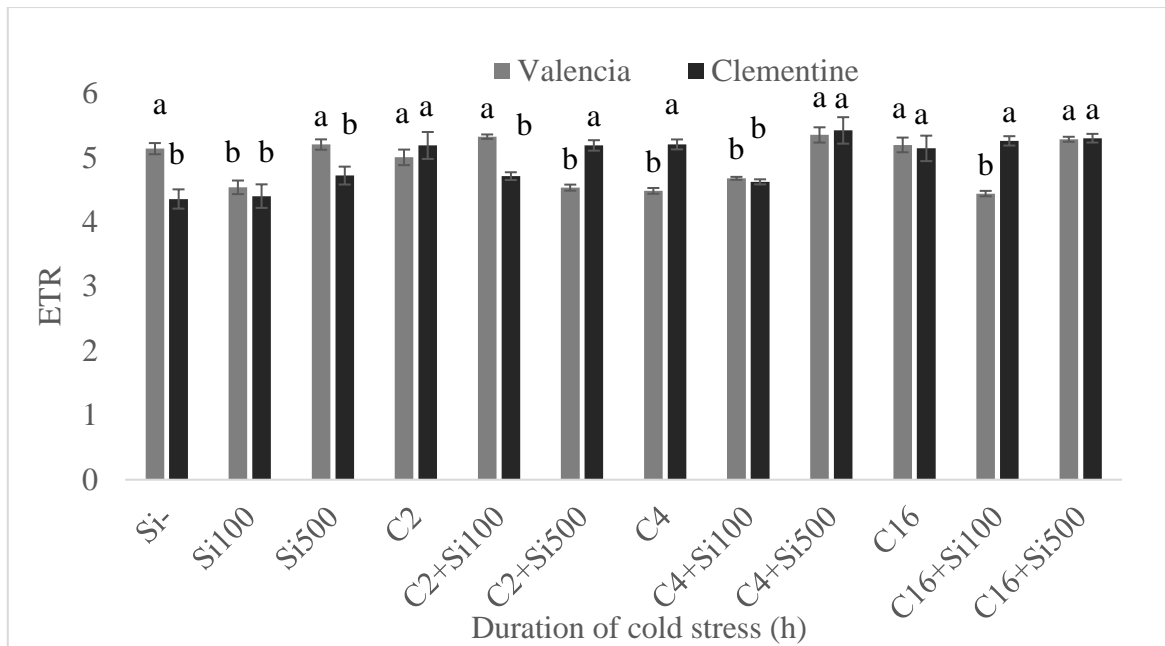 Valencia Clementine
6
5
4
3
2
1
0
ETR
a b b b a b a a a b b a b a b b a a a a b a a a
Si- Si100 Si500 C2 C2+Si100 C2+Si500 C4 C4+Si100 C4+Si500 C16 C16+Si100 C16+Si500
Duration of cold stress (h)